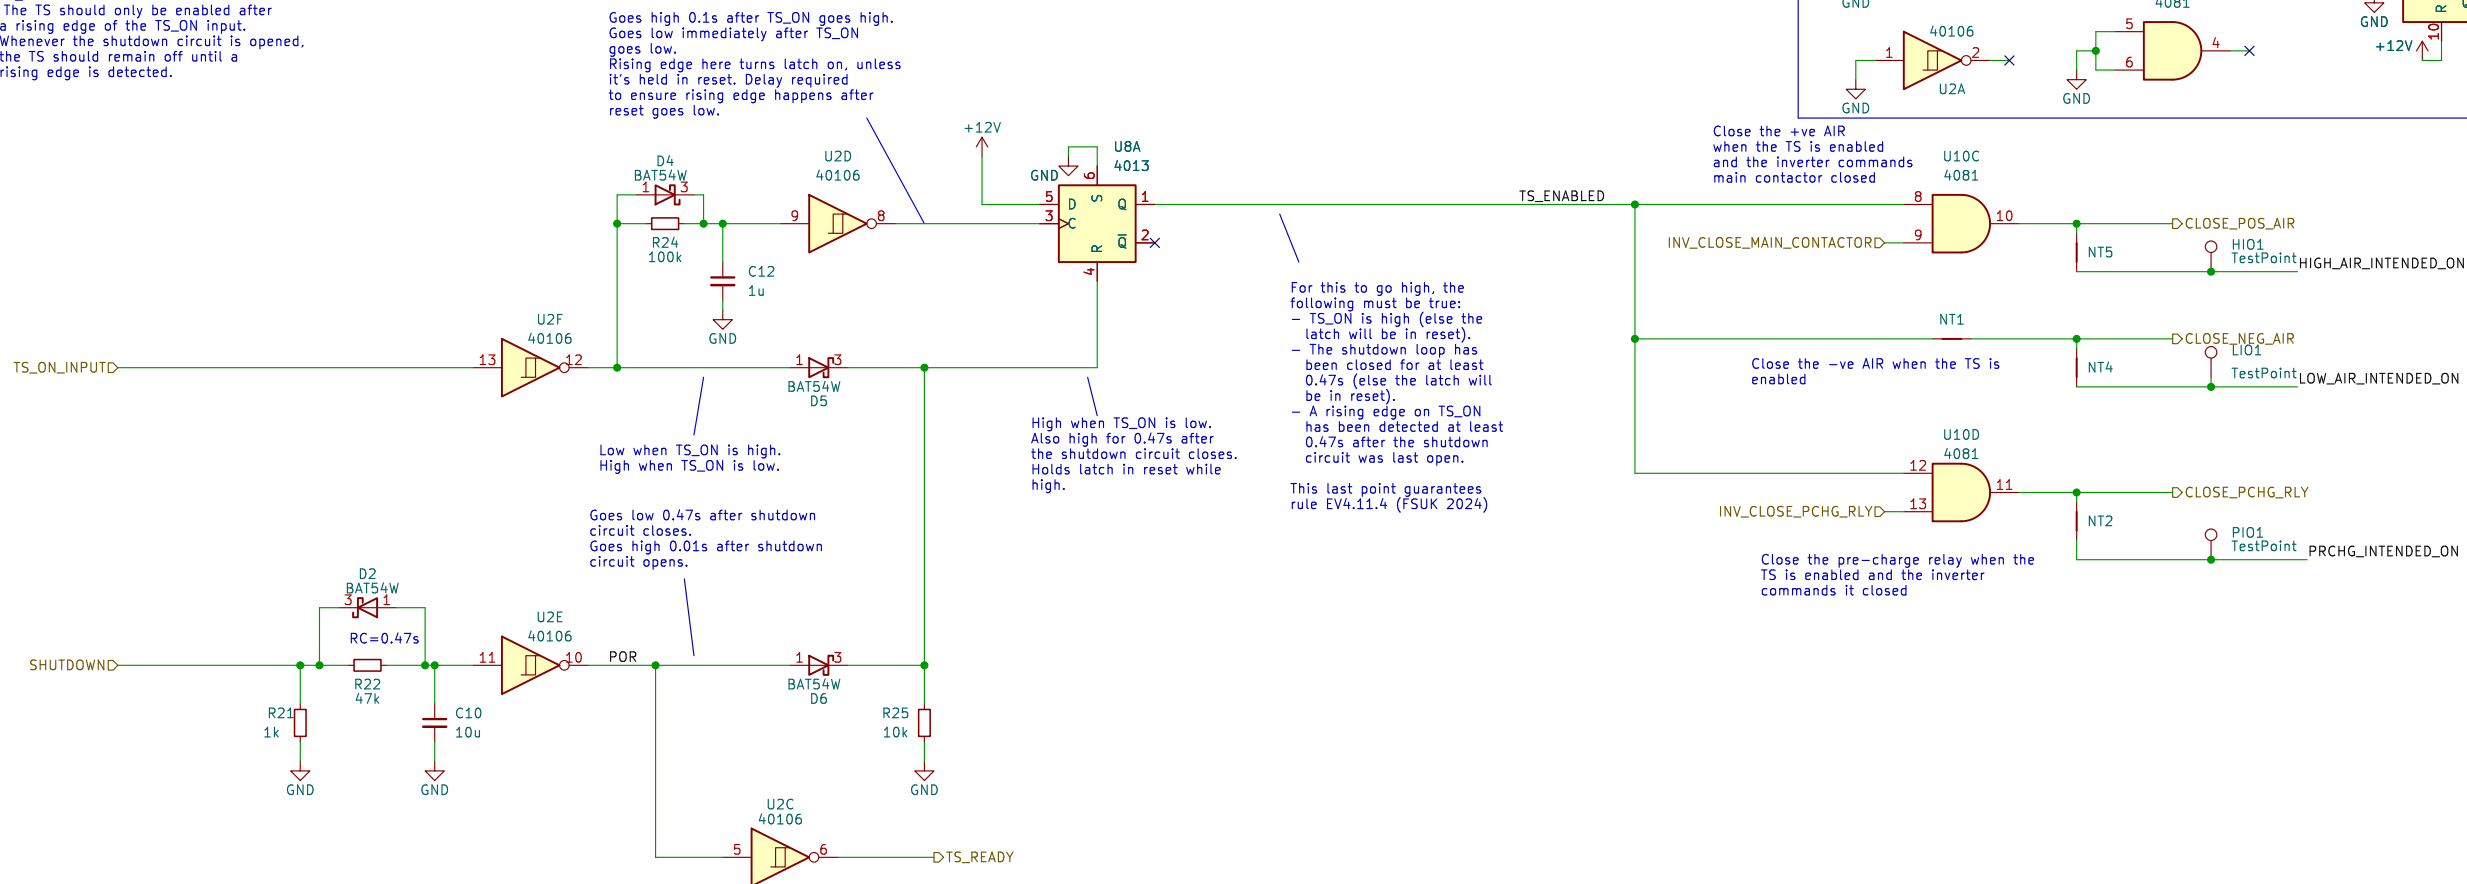 The TS should only be enabled after
a rising edge of the TS_ON input.
Whenever the shutdown circuit is opened,
the TS should remain off until a
rising edge is detected.
Goes high 0.1s after TS_ON goes high.
Goes low immediately after TS_ON
goes low.
Rising edge here turns latch on, unless
it's held in reset. Delay required
to ensure rising edge happens after
reset goes low.
GND
4081
GND
R
10
+12V
40106
1
2
U2A
GND
5
6
4
GND
Close the +ve AIR
when the TS is enabled
and the inverter commands
main contactor closed
D4
BAT54W
1
3
R24
100k
C12
1u
GND
U2D
40106
9
8
+12V
GND
U8A
4013
6
S
5
D
Q
1
3
C
Q
2
R
4
TS_ENABLED
U10C
4081
8
9
10
INV_CLOSE_MAIN_CONTACTOR
CLOSE_POS_AIR
NT5
HIO1
TestPoint
HIGH_AIR_INTENDED_ON
For this to go high, the
following must be true:
- TS_ON is high (else the
latch will be in reset).
- The shutdown loop has
been closed for at least
0.47s (else the latch will
be in reset).
- A rising edge on TS_ON
has been detected at least
0.47s after the shutdown
circuit was last open.
This last point guarantees
rule EV4.11.4 (FSUK 2024)
NT1
CLOSE_NEG_AIR
NT4
LIO1
TestPoint
LOW_AIR_INTENDED_ON
Close the -ve AIR when the TS is
enabled
TS_ON_INPUT
U2F
40106
13
12
1
3
BAT54W
D5
Low when TS_ON is high.
High when TS_ON is low.
High when TS_ON is low.
Also high for 0.47s after
the shutdown circuit closes.
Holds latch in reset while
high.
U10D
4081
12
13
11
INV_CLOSE_PCHG_RLY
CLOSE_PCHG_RLY
NT2
PIO1
TestPoint
PRCHG_INTENDED_ON
Close the pre-charge relay when the
TS is enabled and the inverter
commands it closed
Goes low 0.47s after shutdown
circuit closes.
Goes high 0.01s after shutdown
circuit opens.
D2
BAT54W
3
1
RC=0.47s
SHUTDOWN
R22
47k
R21
1k
GND
C10
10u
GND
U2E
40106
11
10
POR
1
3
BAT54W
D6
R25
10k
GND
U2C
40106
5
6
TS_READY